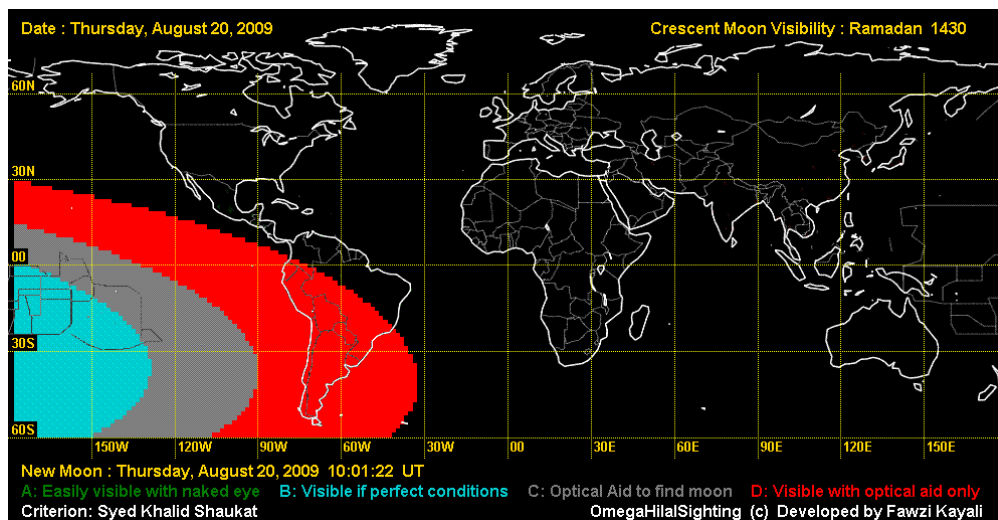 Date : Thursday, August 20, 2009 Crescent Moon Visibility : Ramadan 1430
60N
30N
00
30S
60S 150W 120W 90W 60W 30W 00 30E 60E 90E 120E 150E
New Moon : Thursday, August 20, 2009 10:01:22 UT
A: Easily visible with naked eye B: Visible if perfect conditions C: Optical Aid to find moon D: Visible with optical aid only
Criterion: Syed Khalid Shaukat OmegaHilalSighting (c) Developed by Fawzi Kayali